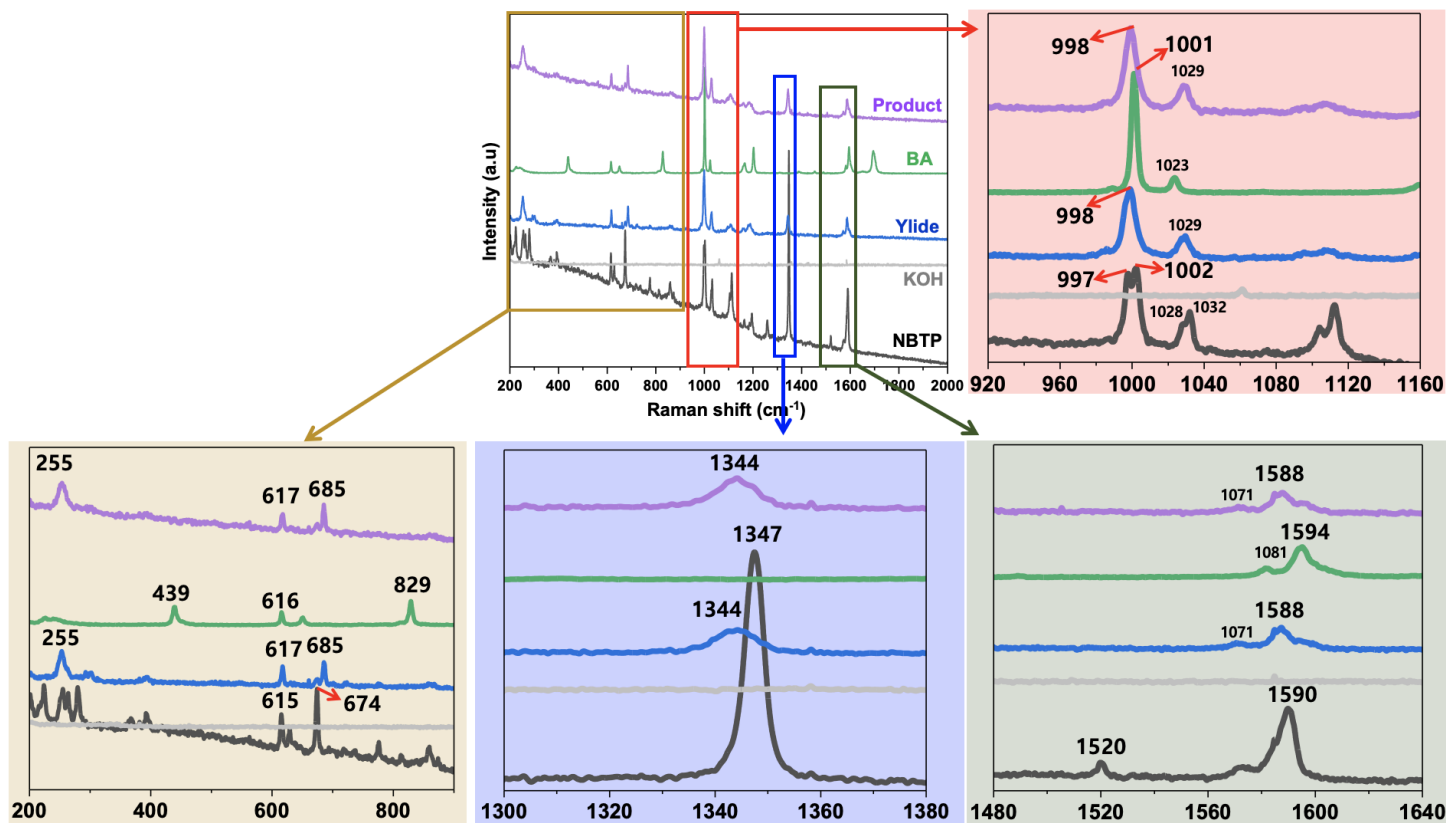 Product
BA
Ylide
KOH
NBTP
Intensity (a.u)
200 400 600 800 1000 1200 1400 1600 1800 2000
Raman shift (cm-1)
998
1001
1029
1023
998
1029
997
1002
1028
1032
920 960 1000 1040 1080 1120 1160
255
617
685
439
616
829
255
617
685
615
674
200 400 600 800
1344
1347
1344
1300 1320 1340 1360 1380
1588
1071
1594
1081
1588
1071
1590
1520
1480 1520 1560 1600 1640